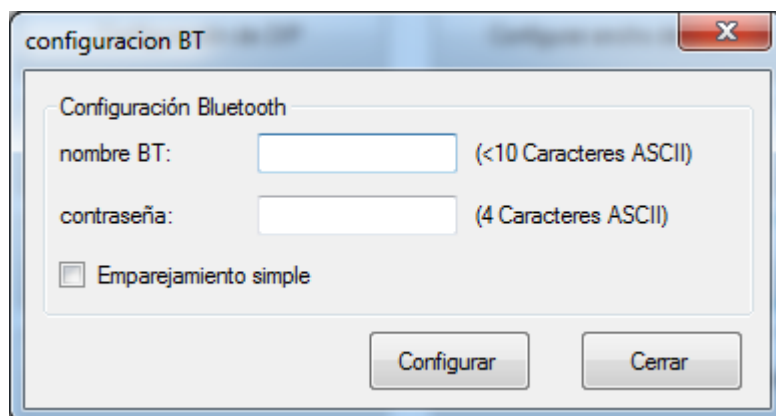 configuracion BT
Configuración Bluetooth
nombre BT: (<10 Caracteres ASCII)
contraseña: (4 Caracteres ASCII)
Emparejamiento simple
Configurar Cerrar